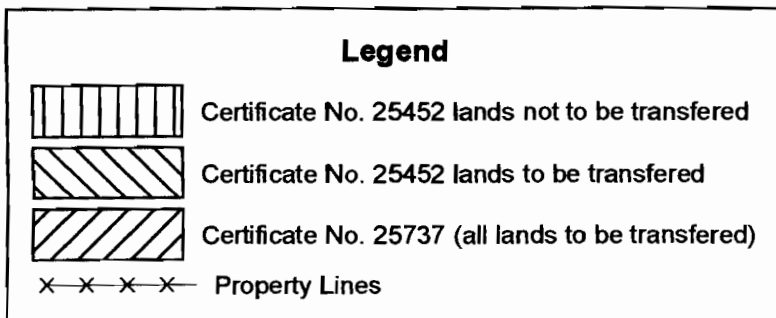 Legend
Certificate No. 25452 lands not to be transfered
Certificate No. 25452 lands to be transfered
Certificate No. 25737 (all lands to be transfered)
Property Lines